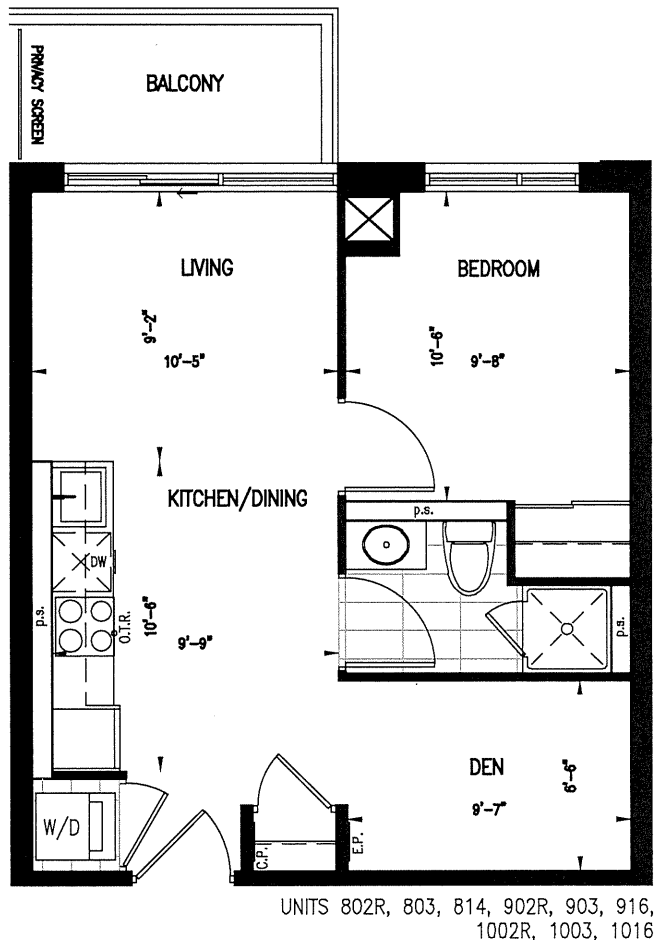 PRIVACY SCREEN
BALCONY
LIVING
BEDROOM
9'-2"
10'-5"
10'-6"
9'-8"
KITCHEN/DINING
p.s.
DW
p.s.
O.T.R.
10'-6"
9'-9"
p.s.
DEN
6'-6"
9'-7"
W/D
C.P.
E.P.
UNITS 802R, 803, 814, 902R, 903, 916,
1002R, 1003, 1016